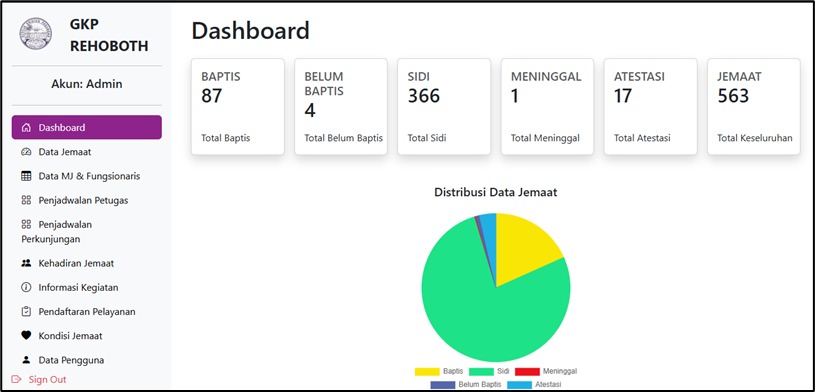 GKP
REHOBOTH
Akun: Admin
Dashboard
Data Jemaat
Data MJ & Fungsionaris
Penjadwalan Petugas
Penjadwalan
Perkunjungan
Kehadiran Jemaat
Informasi Kegiatan
Pendaftaran Pelayanan
Kondisi Jemaat
Data Pengguna
Sign Out
Dashboard
BAPTIS
87
Total Baptis
BELUM
BAPTIS
4
Total Belum Baptis
SIDI
366
Total Sidi
MENINGGAL
1
Total Meninggal
ATESTASI
17
Total Atestasi
JEMAAT
563
Total Keseluruhan
Distribusi Data Jemaat
Baptis Sidi Meninggal
Belum Baptis Atestasi